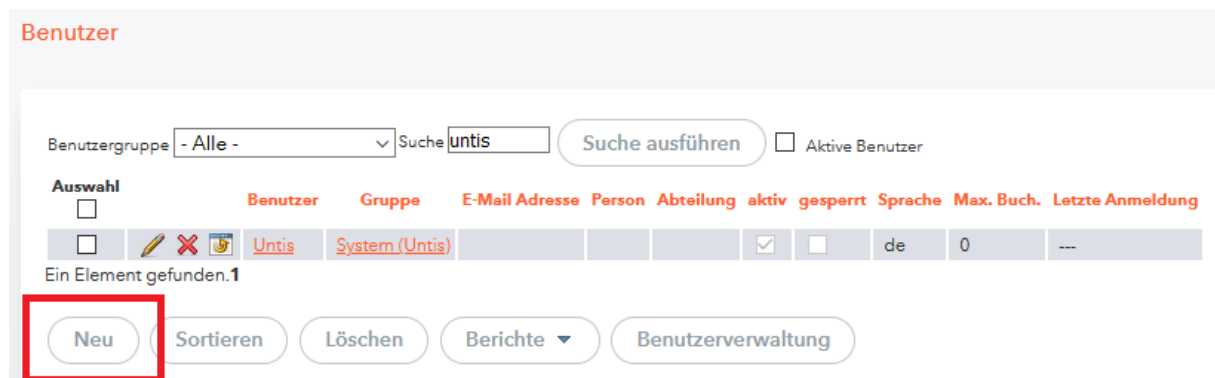 Benutzer
Benutzergruppe - Alle - Suche untis Suche ausführen Aktive Benutzer
Auswahl Benutzer Gruppe E-Mail Adresse Person Abteilung aktiv gesperrt Sprache Max. Buch. Letzte Anmeldung
Untis System (Untis) de 0 ---
Ein Element gefunden.1
Neu Sortieren Löschen Berichte Benutzerverwaltung